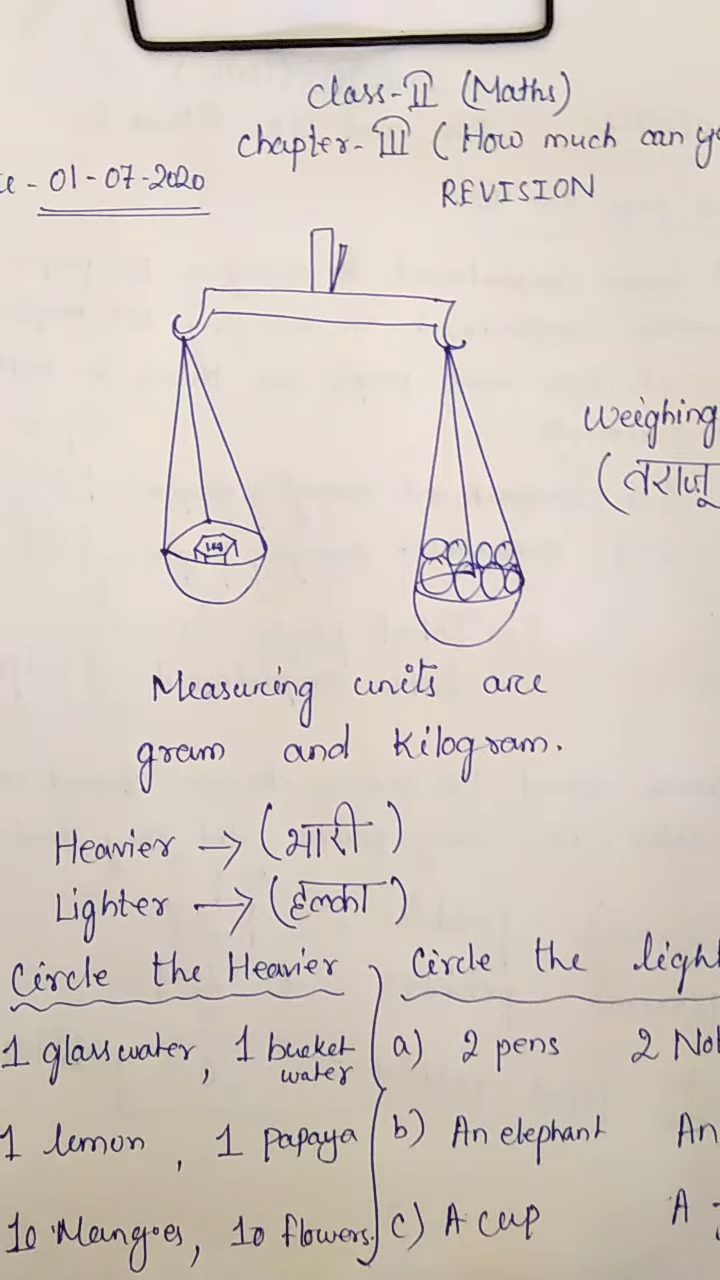 Class-II (Maths)
Chapter-III (How much can
- 01-07-2020
REVISION
Weighing
(तराजू
1kg
Measuring units are
gram and Kilogram.
Heavier → (भारी)
Lighter → (हल्का)
Circle the Heavier
1 glass water, 1 bucket water
1 lemon, 1 papaya
10 Mangoes, 10 flowers.
Circle the
a) 2 pens 2
b) An elephant An
c) A cup A